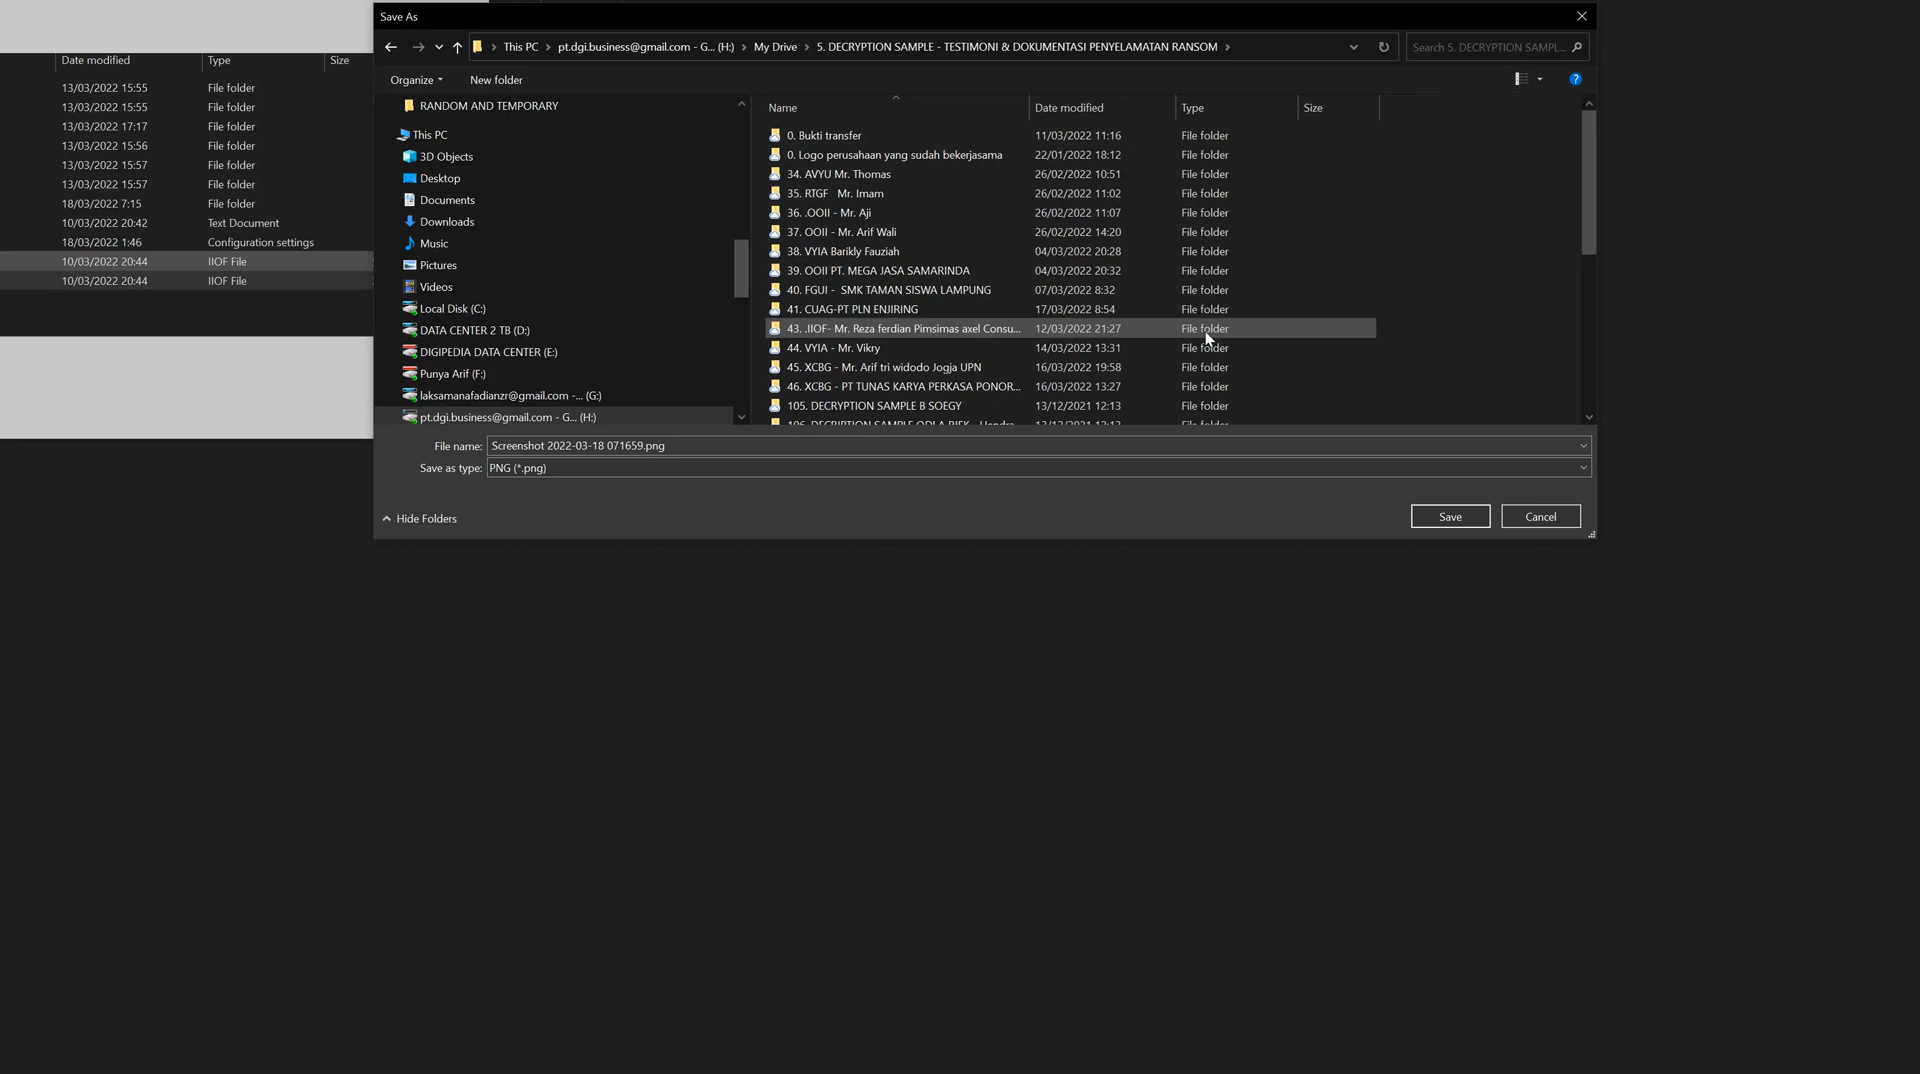 Save As
This PC pt.dgi.business@gmail.com - G... (H:) My Drive 5. DECRYPTION SAMPLE - TESTIMONI & DOKUMENTASI PENYELAMATAN RANSOM
Search 5. DECRYPTION SAMPL...
Organize New folder
Date modified Type Size
13/03/2022 15:55 File folder
13/03/2022 15:55 File folder
13/03/2022 17:17 File folder
13/03/2022 15:56 File folder
13/03/2022 15:57 File folder
13/03/2022 15:57 File folder
18/03/2022 7:15 File folder
10/03/2022 20:42 Text Document
18/03/2022 1:46 Configuration settings
10/03/2022 20:44 IIOF File
10/03/2022 20:44 IIOF File
RANDOM AND TEMPORARY
This PC
3D Objects
Desktop
Documents
Downloads
Music
Pictures
Videos
Local Disk (C:)
DATA CENTER 2 TB (D:)
DIGIPEDIA DATA CENTER (E:)
Punya Arif (F:)
laksamanafadianzr@gmail.com -... (G:)
pt.dgi.business@gmail.com - G... (H:)
Name Date modified Type Size
0. Bukti transfer 11/03/2022 11:16 File folder
0. Logo perusahaan yang sudah bekerjasama 22/01/2022 18:12 File folder
34. AVYU Mr. Thomas 26/02/2022 10:51 File folder
35. RTGF Mr. Imam 26/02/2022 11:02 File folder
36. .OOII - Mr. Aji 26/02/2022 11:07 File folder
37. OOII - Mr. Arif Wali 26/02/2022 14:20 File folder
38. VYIA Barikly Fauziah 04/03/2022 20:28 File folder
39. OOII PT. MEGA JASA SAMARINDA 04/03/2022 20:32 File folder
40. FGUI - SMK TAMAN SISWA LAMPUNG 07/03/2022 8:32 File folder
41. CUAG-PT PLN ENJIRING 17/03/2022 8:54 File folder
43. .IIOF- Mr. Reza ferdian Pimsimas axel Consu... 12/03/2022 21:27 File folder
44. VYIA - Mr. Vikry 14/03/2022 13:31 File folder
45. XCBG - Mr. Arif tri widodo Jogja UPN 16/03/2022 19:58 File folder
46. XCBG - PT TUNAS KARYA PERKASA PONOR... 16/03/2022 13:27 File folder
105. DECRYPTION SAMPLE B SOEGY 13/12/2021 12:13 File folder
File name: Screenshot 2022-03-18 071659.png
Save as type: PNG (*.png)
Hide Folders
Save
Cancel